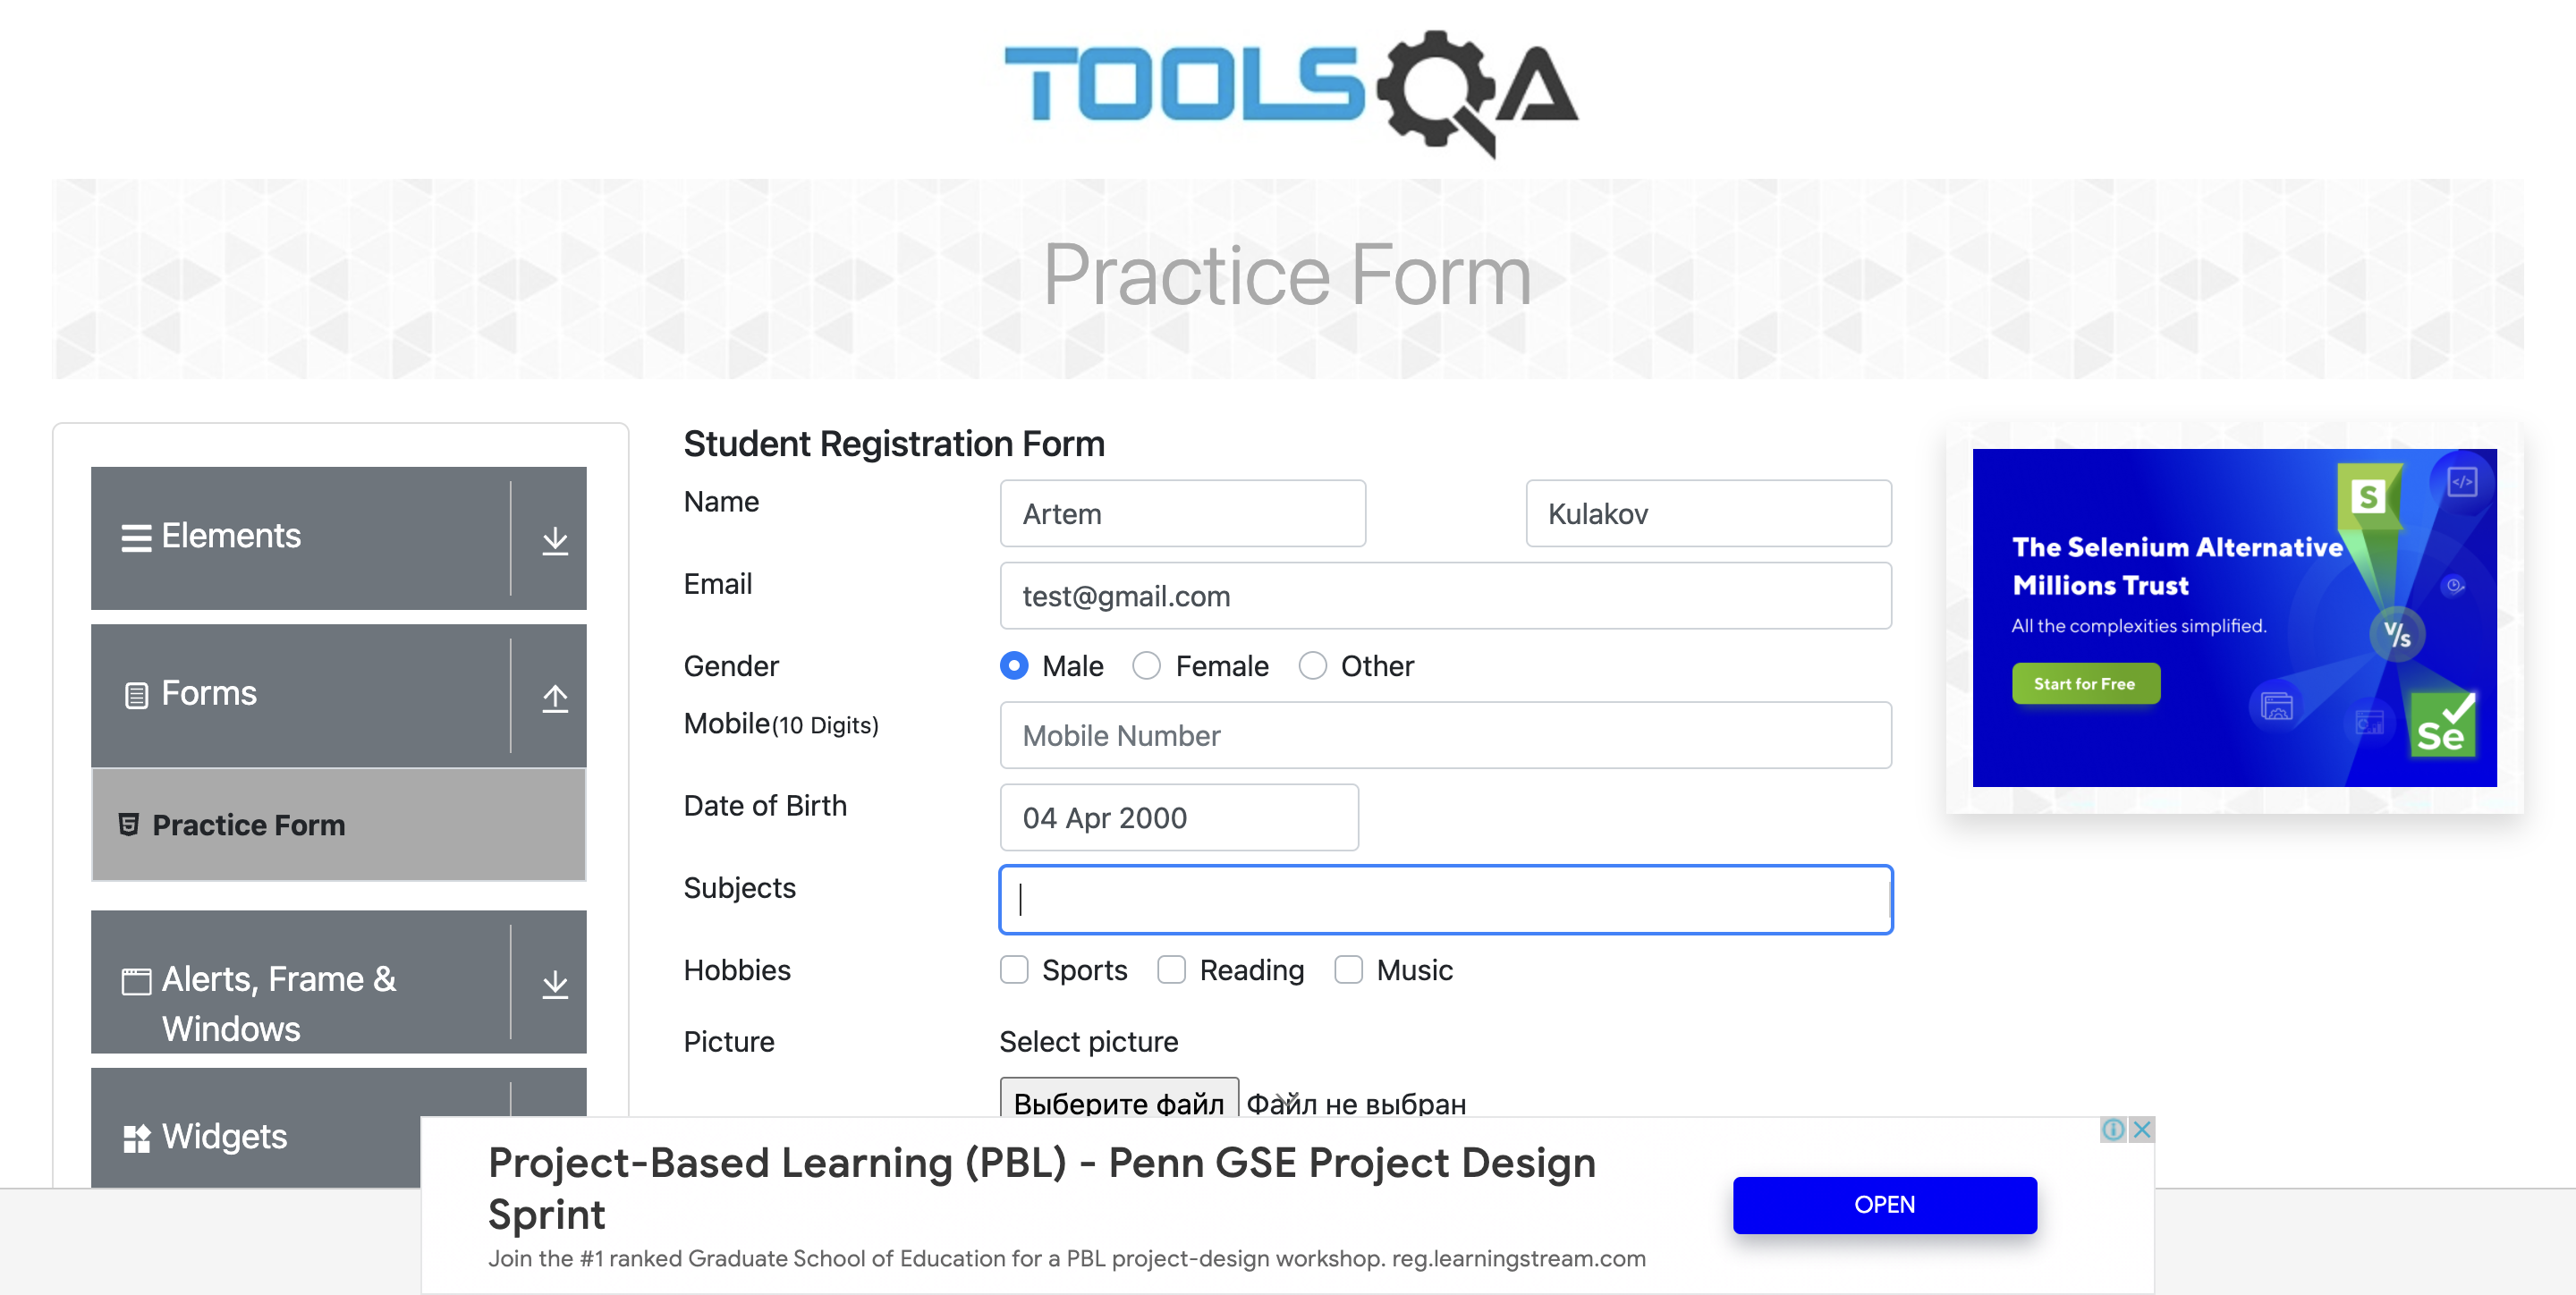 TOOLSQA
Practice Form
Elements
Forms
Practice Form
Alerts, Frame &
Windows
Widgets
Student Registration Form
Name Artem Kulakov
Email test@gmail.com
Gender Male Female Other
Mobile(10 Digits) Mobile Number
Date of Birth 04 Apr 2000
Subjects
Hobbies Sports Reading Music
Picture Select picture
Выберите файл Файл не выбран
The Selenium Alternative
Millions Trust
All the complexities simplified.
Start for Free
S
</>
V/s
Se
Project-Based Learning (PBL) - Penn GSE Project Design
Sprint
Join the #1 ranked Graduate School of Education for a PBL project-design workshop. reg.learningstream.com
OPEN